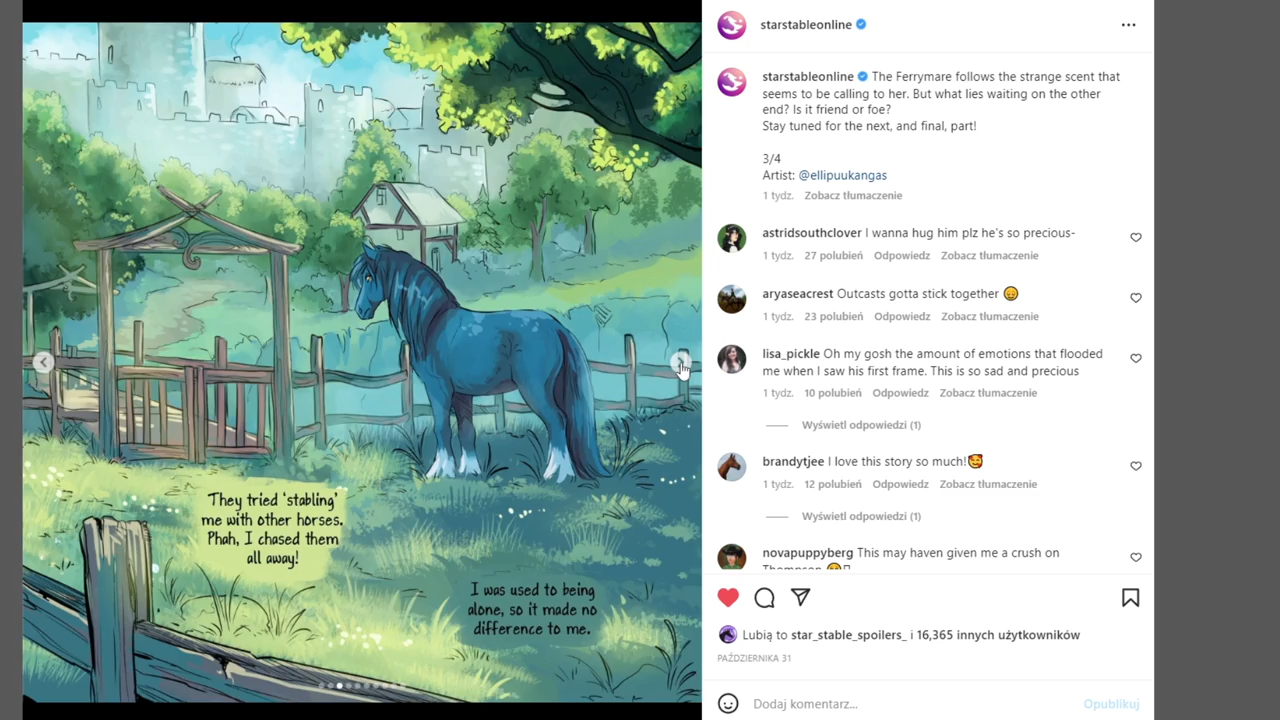 They tried 'stabling'
me with other horses.
Phah, I chased them
all away!
I was used to being
alone, so it made no
difference to me.
starstableonline
starstableonline The Ferrymare follows the strange scent that
seems to be calling to her. But what lies waiting on the other
end? Is it friend or foe?
Stay tuned for the next, and final, part!
3/4
Artist: @ellipuukangas
1 tydz. Zobacz tłumaczenie
astridsouthclover I wanna hug him plz he's so precious-
1 tydz. 27 polubień Odpowiedz Zobacz tłumaczenie
aryaseacrest Outcasts gotta stick together 😔
1 tydz. 23 polubień Odpowiedz Zobacz tłumaczenie
lisa_pickle Oh my gosh the amount of emotions that flooded
me when I saw his first frame. This is so sad and precious
1 tydz. 10 polubień Odpowiedz Zobacz tłumaczenie
Wyświetl odpowiedzi (1)
brandytjee I love this story so much!🥰
1 tydz. 12 polubień Odpowiedz Zobacz tłumaczenie
Wyświetl odpowiedzi (1)
novapuppyberg This may haven given me a crush on
Thompson
Lubią to star_stable_spoilers_ i 16,365 innych użytkowników
PAŹDZIERNIKA 31
Dodaj komentarz...
Opublikuj